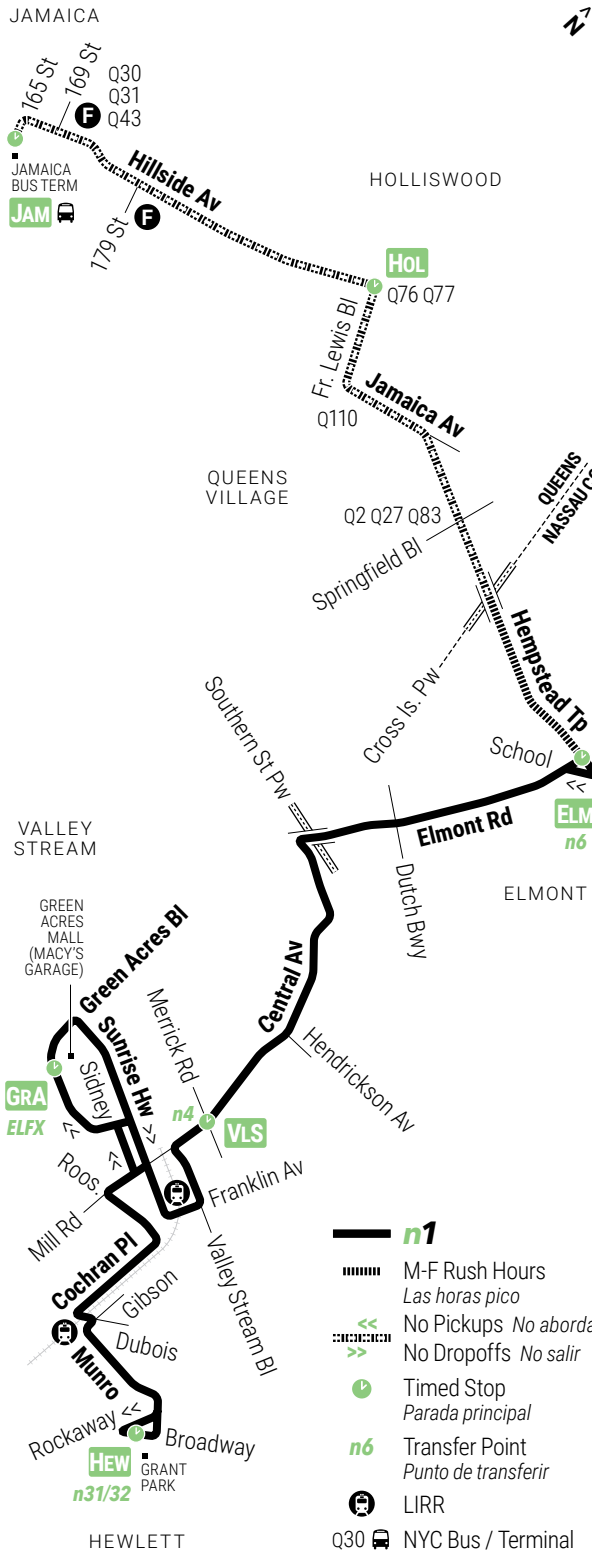 JAMAICA
N
165 St
169 St
F
Q30
Q31
Q43
JAMAICA
BUS TERM
JAM
Hillside Av
179 St
F
HOLLISWOOD
HOL
Q76 Q77
Fr. Lewis Bl
Jamaica Av
Q110
QUEENS
VILLAGE
QUEENS
NASSAU CO
Q2 Q27 Q83
Springfield Bl
Cross Is. Pw
Hempstead Tp
Southern St Pw
School
<<
ELM
n6
Elmont Rd
Dutch Bwy
ELMONT
VALLEY
STREAM
GREEN
ACRES
MALL
(MACY'S
GARAGE)
Green Acres Bl
Sunrise Hw
>>
Sidney
Merrick Rd
Central Av
Hendrickson Av
GRA
ELFX
<<
<<
n4
VLS
Roos.
Mill Rd
Franklin Av
Valley Stream Bl
Cochran Pl
Gibson
Dubois
Munro
Rockaway <<
Broadway
HEW
n31/32
GRANT
PARK
HEWLETT
n1
M-F Rush Hours
Las horas pico
<< No Pickups No aborda
>> No Dropoffs No salir
Timed Stop
Parada principal
n6 Transfer Point
Punto de transferir
LIRR
Q30 NYC Bus / Terminal